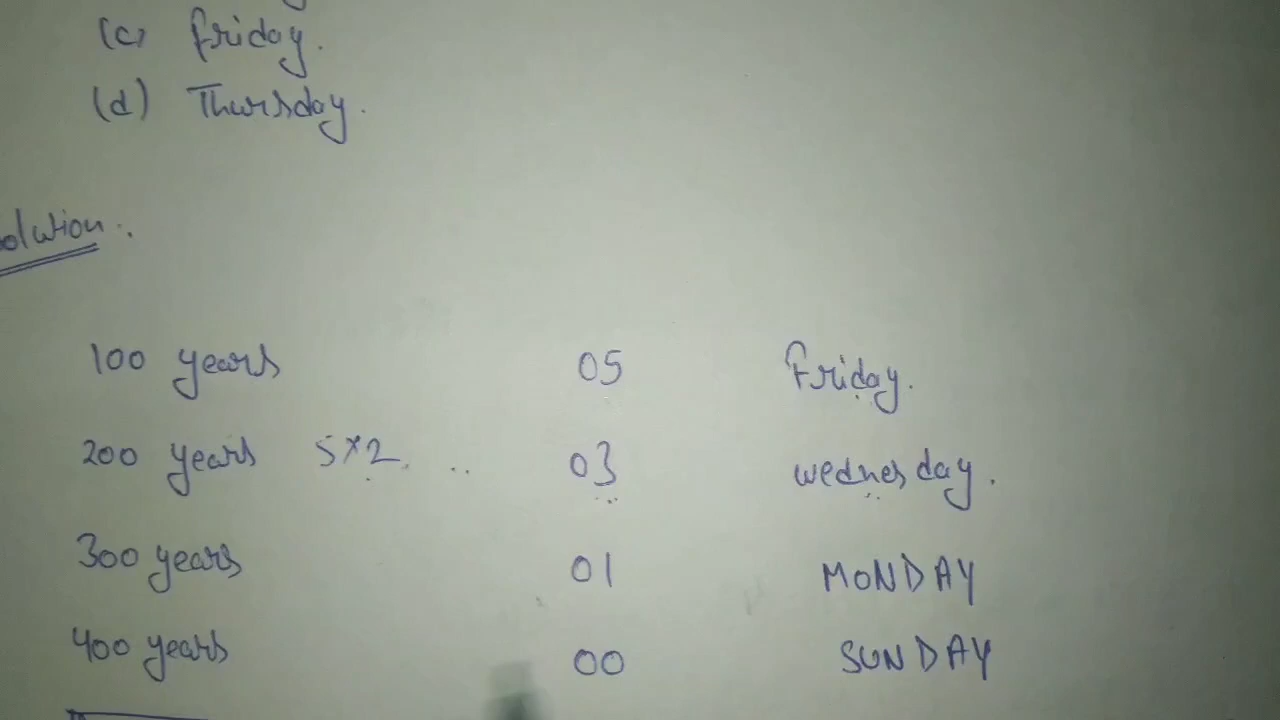 (c) Friday.
(d) Thursday.
olution :
100 years 05 Friday.
200 years 5×2. .. 03 wednesday.
300 years 01 MONDAY
400 years 00 SUNDAY